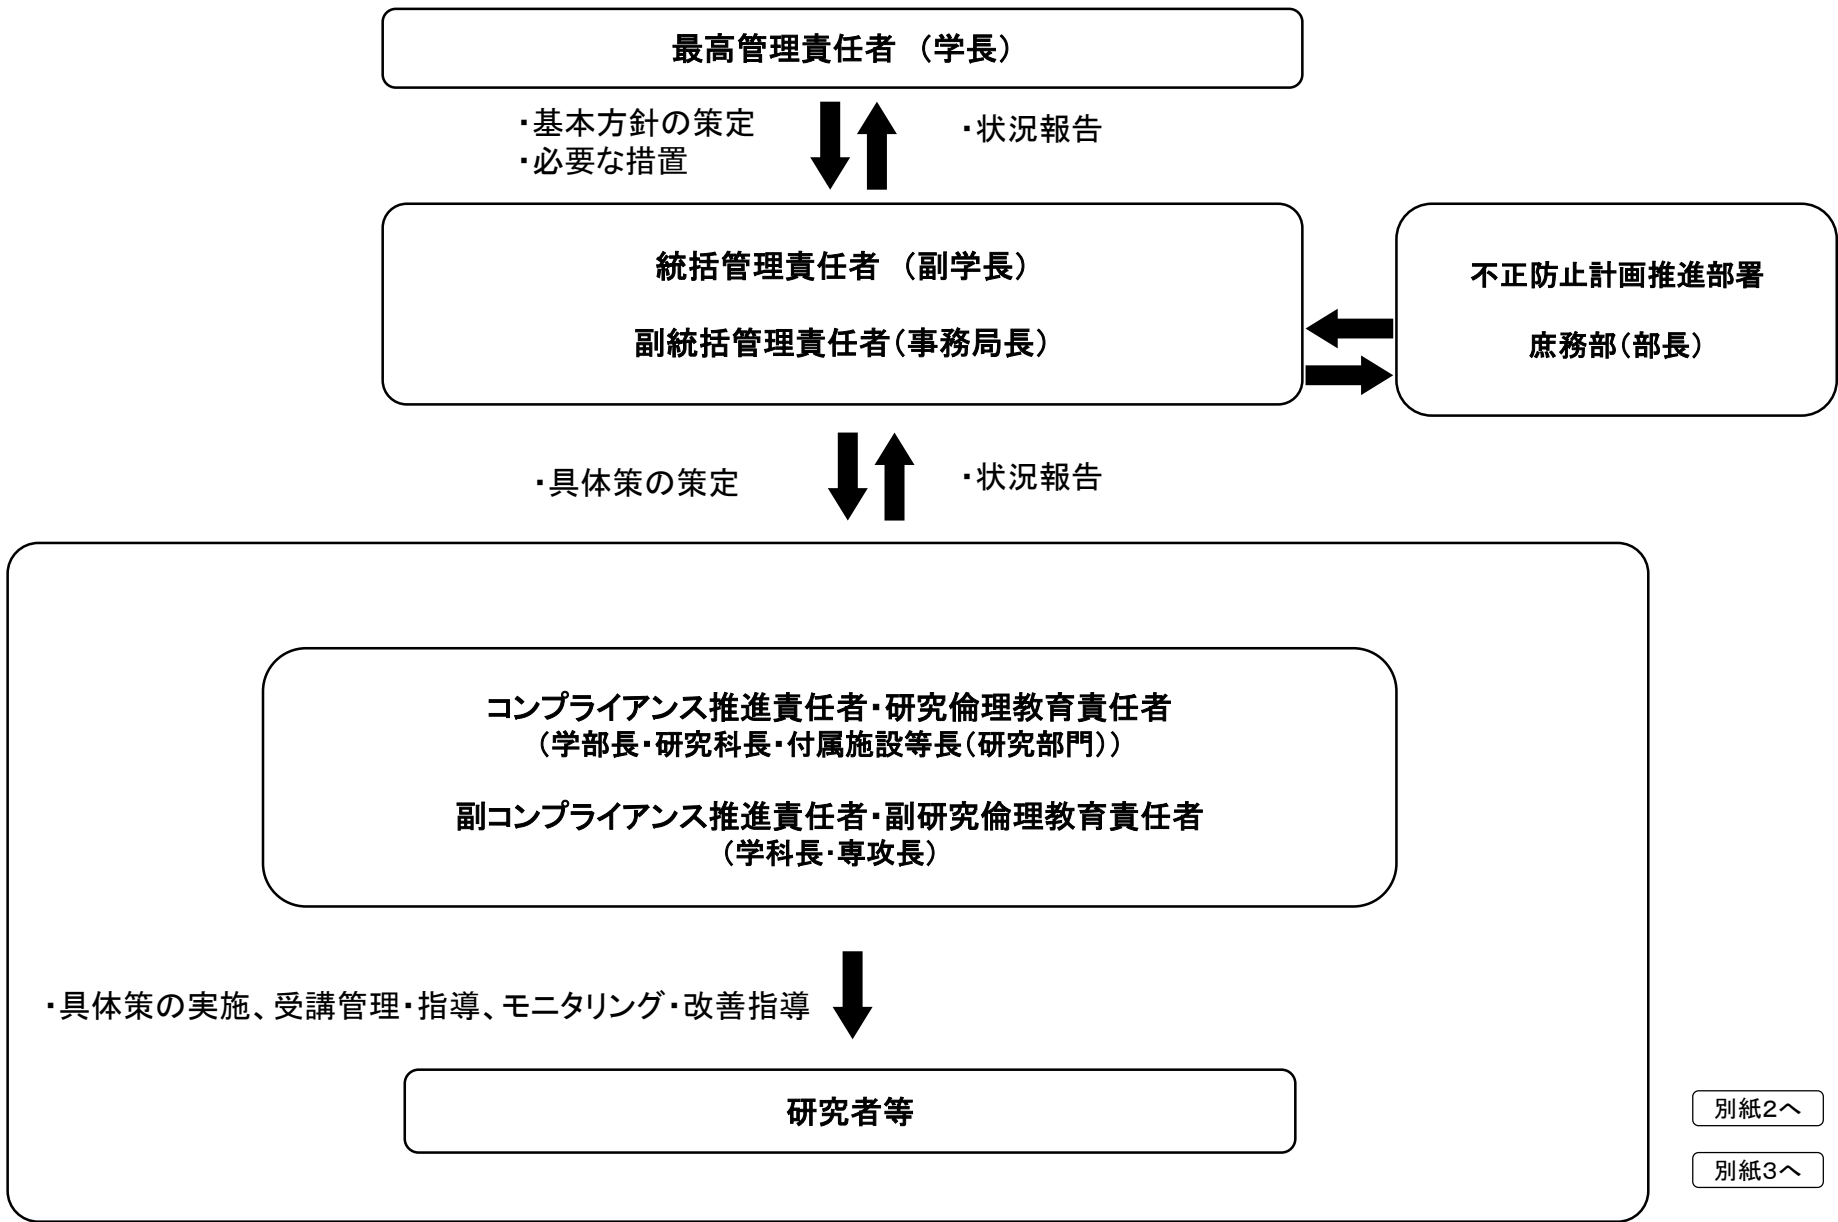 最高管理責任者 (学長)
・基本方針の策定
・必要な措置
・状況報告
統括管理責任者 (副学長)
副統括管理責任者(事務局長)
不正防止計画推進部署
庶務部(部長)
・具体策の策定
・状況報告
コンプライアンス推進責任者・研究倫理教育責任者
(学部長・研究科長・付属施設等長(研究部門))
副コンプライアンス推進責任者・副研究倫理教育責任者
(学科長・専攻長)
・具体策の実施、受講管理・指導、モニタリング・改善指導
研究者等
別紙2へ
別紙3へ